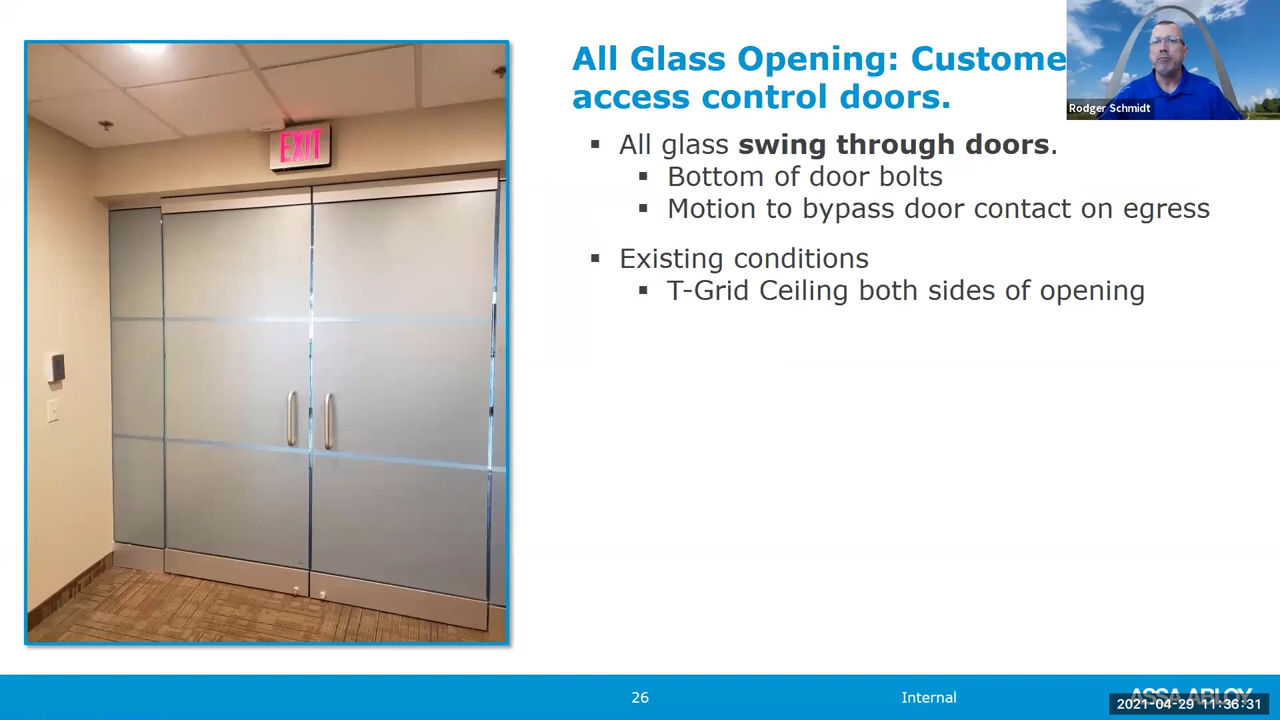 All Glass Opening: Custome
access control doors.
Rodger Schmidt
▪ All glass swing through doors.
▪ Bottom of door bolts
▪ Motion to bypass door contact on egress
▪ Existing conditions
▪ T-Grid Ceiling both sides of opening
EXIT
26
Internal
ASSA ABLOY
2021-04-29 11:36:31